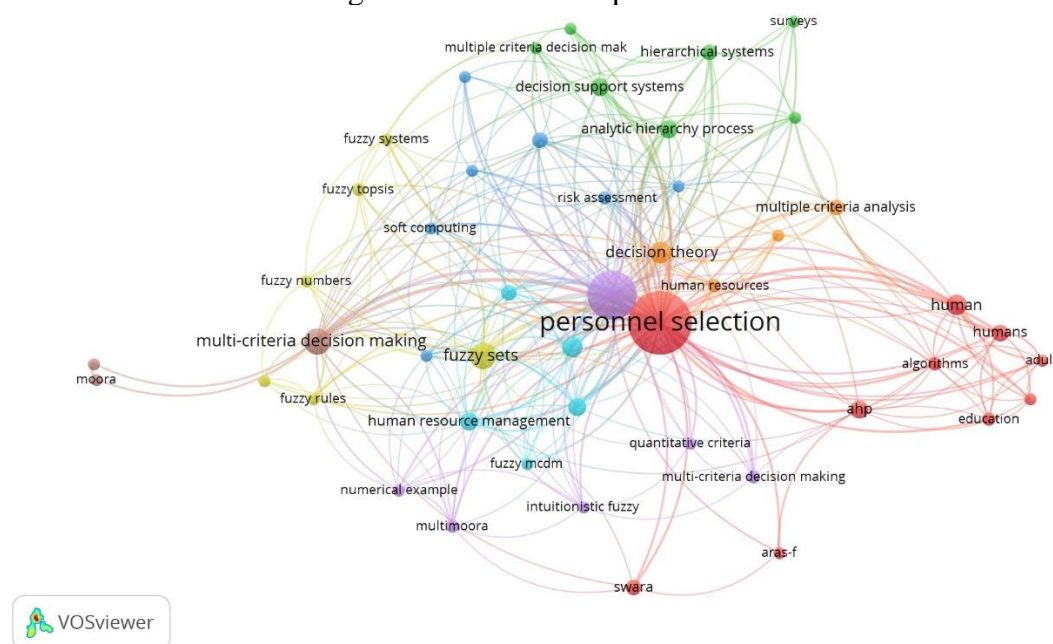 surveys
multiple criteria decision mak
hierarchical systems
decision support systems
analytic hierarchy process
fuzzy systems
fuzzy topsis
risk assessment
multiple criteria analysis
soft computing
decision theory
fuzzy numbers
human resources
human
personnel selection
humans
multi-criteria decision making
fuzzy sets
algorithms
adul
moora
fuzzy rules
ahp
human resource management
education
quantitative criteria
fuzzy mcdm
multi-criteria decision making
numerical example
intuitionistic fuzzy
multimoora
aras-f
swara
VOSviewer